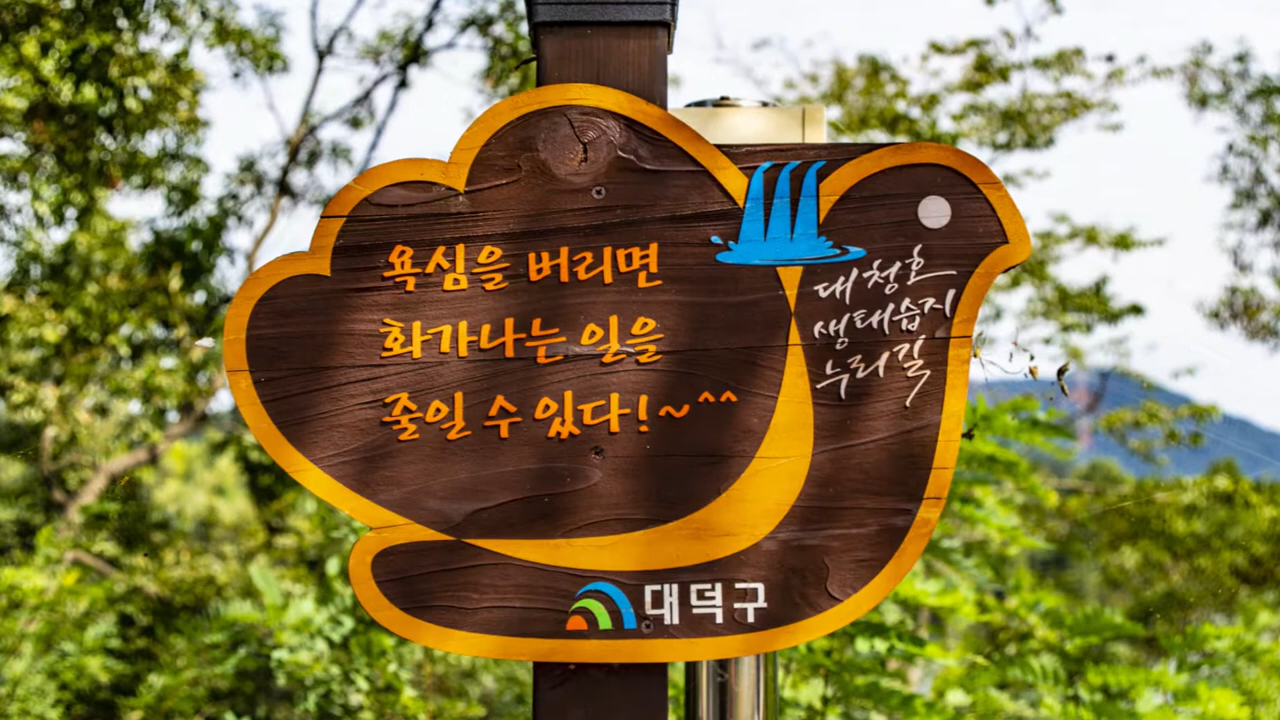 욕심을 버리면
화가나는 일을
줄일 수 있다!~^^
대청호
생태습지
누리길
대덕구